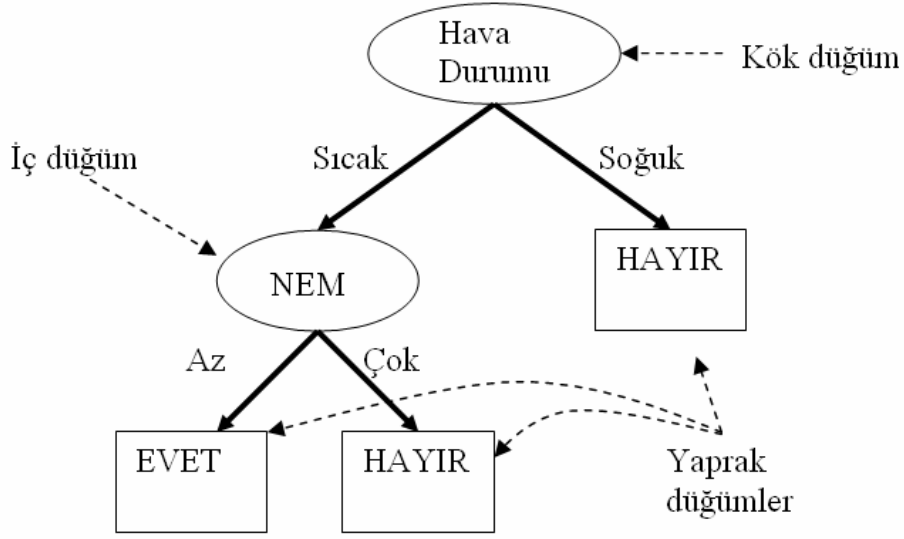 Hava
Durumu
Kök düğüm
İç düğüm
Sıcak
Soğuk
HAYIR
NEM
Az
Çok
EVET
HAYIR
Yaprak
düğümler